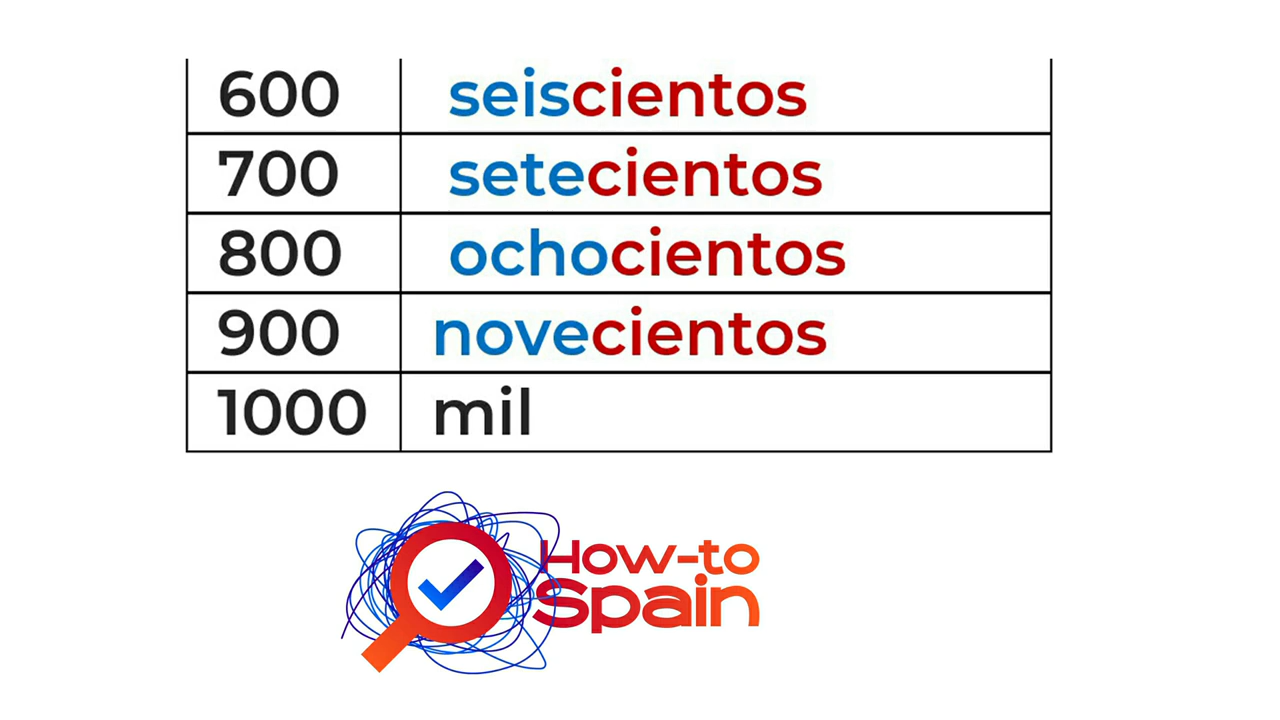 600 seiscientos
700 setecientos
800 ochocientos
900 novecientos
1000 mil
How-to
Spain